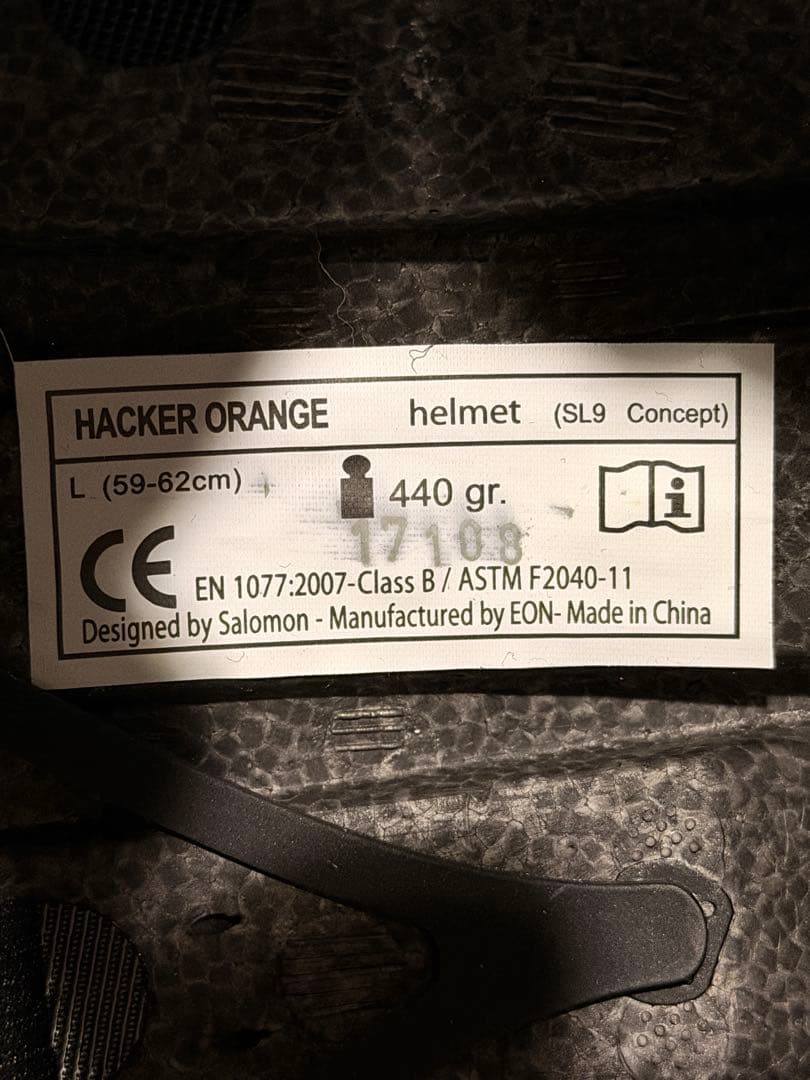 HACKER ORANGE helmet (SL9 Concept)
L (59-62cm) 440 gr.
17108
CE EN 1077:2007-Class B / ASTM F2040-11
Designed by Salomon - Manufactured by EON- Made in China